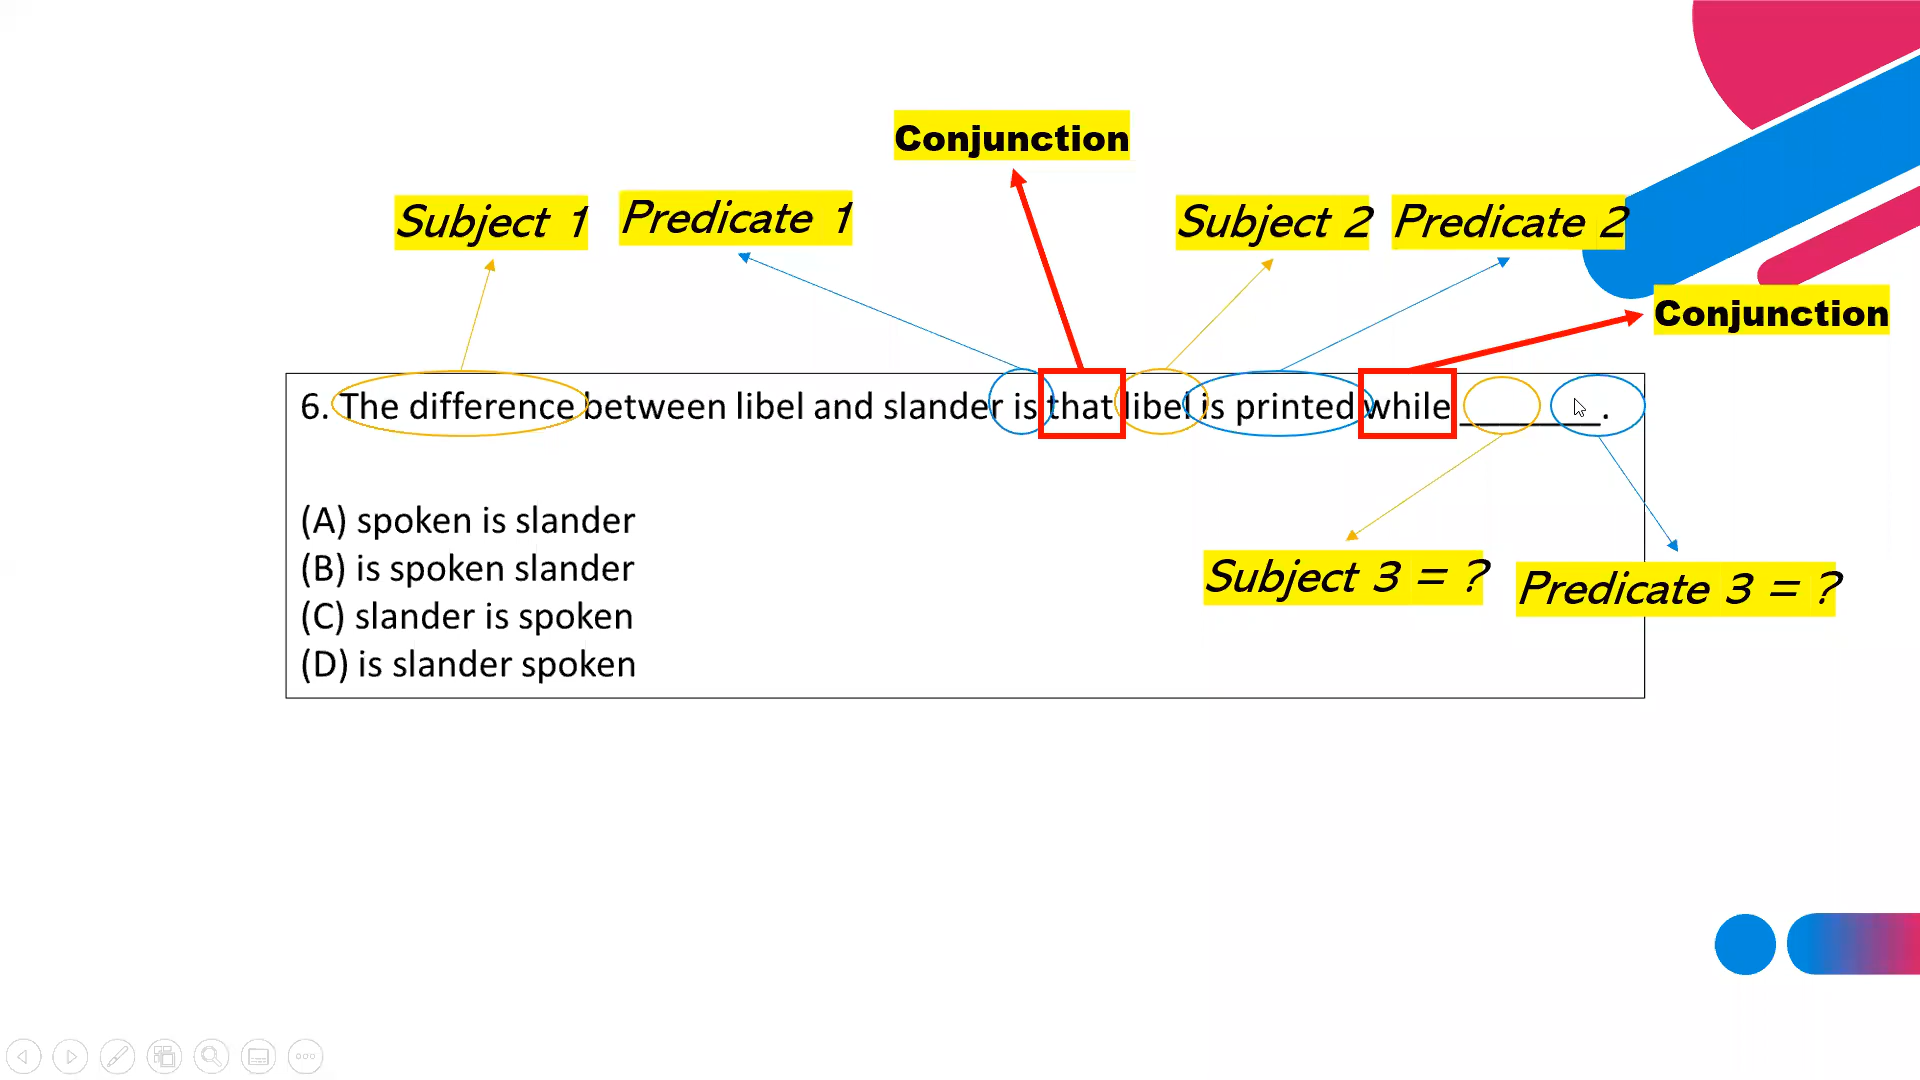 Conjunction
Subject 1 Predicate 1 Subject 2 Predicate 2
Conjunction
6. The difference between libel and slander is that libel is printed while ________ .
(A) spoken is slander
(B) is spoken slander
(C) slander is spoken
(D) is slander spoken
Subject 3 = ? Predicate 3 = ?